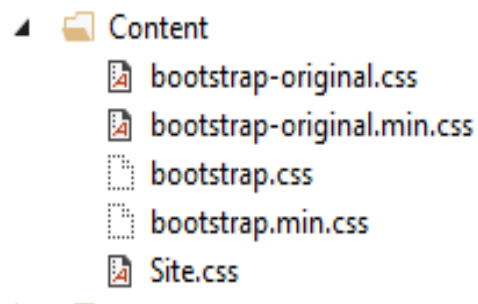 Content
bootstrap-original.css
bootstrap-original.min.css
bootstrap.css
bootstrap.min.css
Site.css